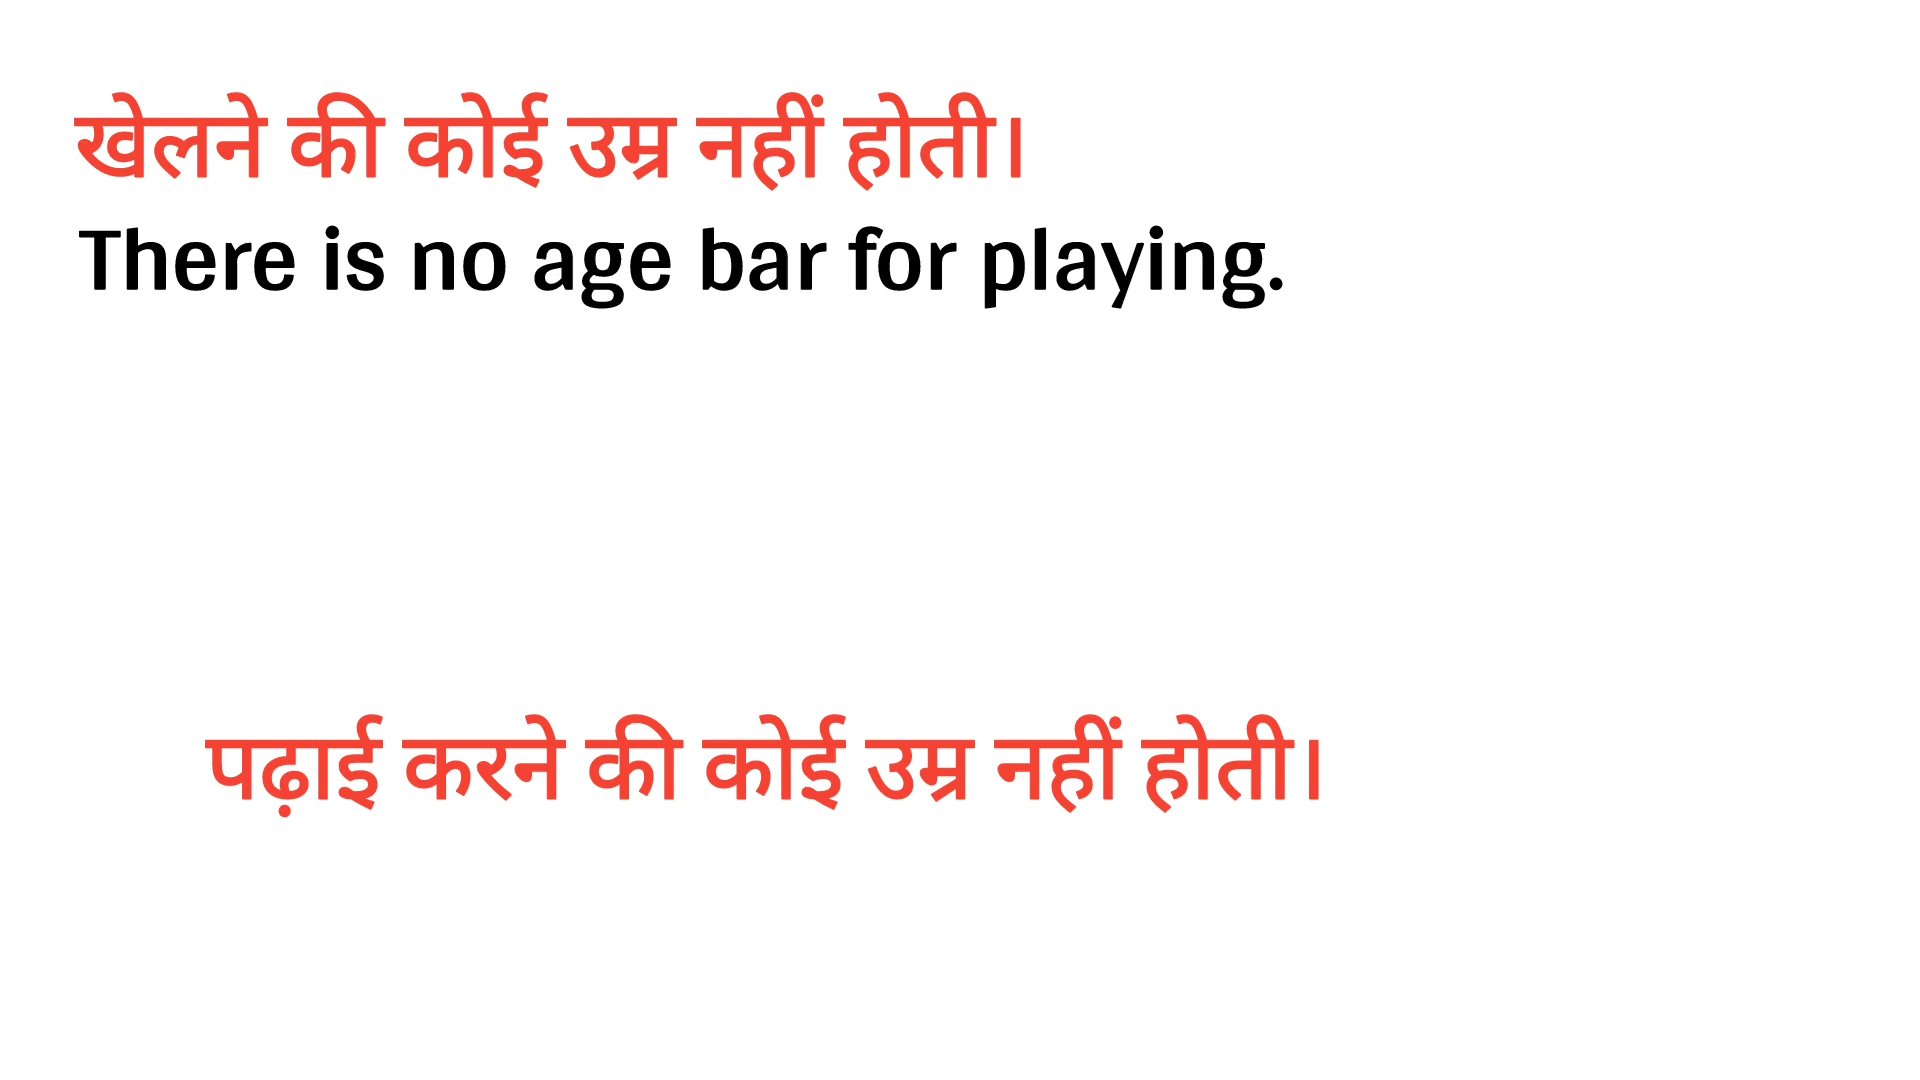 खेलने की कोई उम्र नहीं होती।
There is no age bar for playing.
पढ़ाई करने की कोई उम्र नहीं होती।